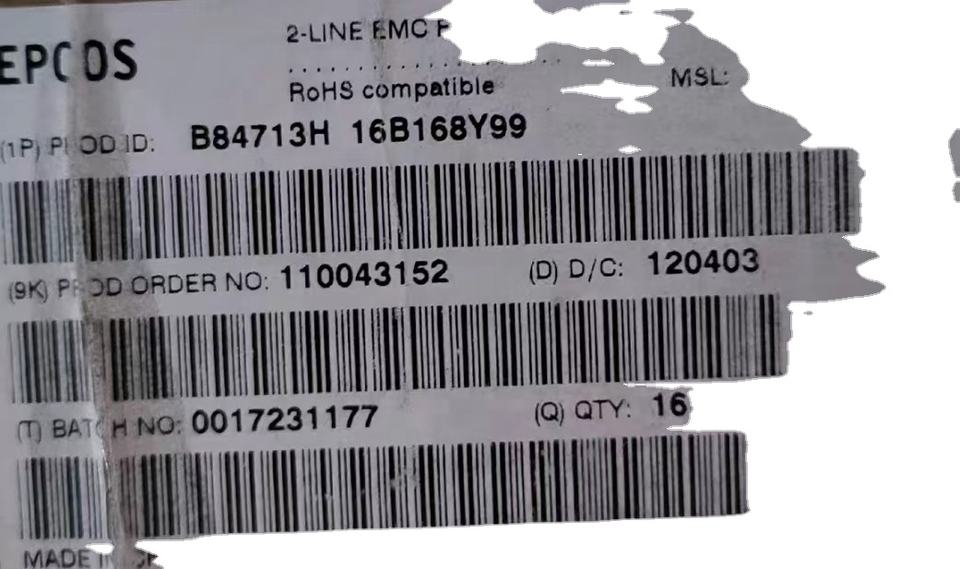 EPCOS
2-LINE EMC
RoHS compatible
MSL:
(1P) PROD ID: B84713H 16B168Y99
(9K) PROD ORDER NO: 110043152 (D) D/C: 120403
(T) BATCH NO: 0017231177 (Q) QTY: 16
MADE